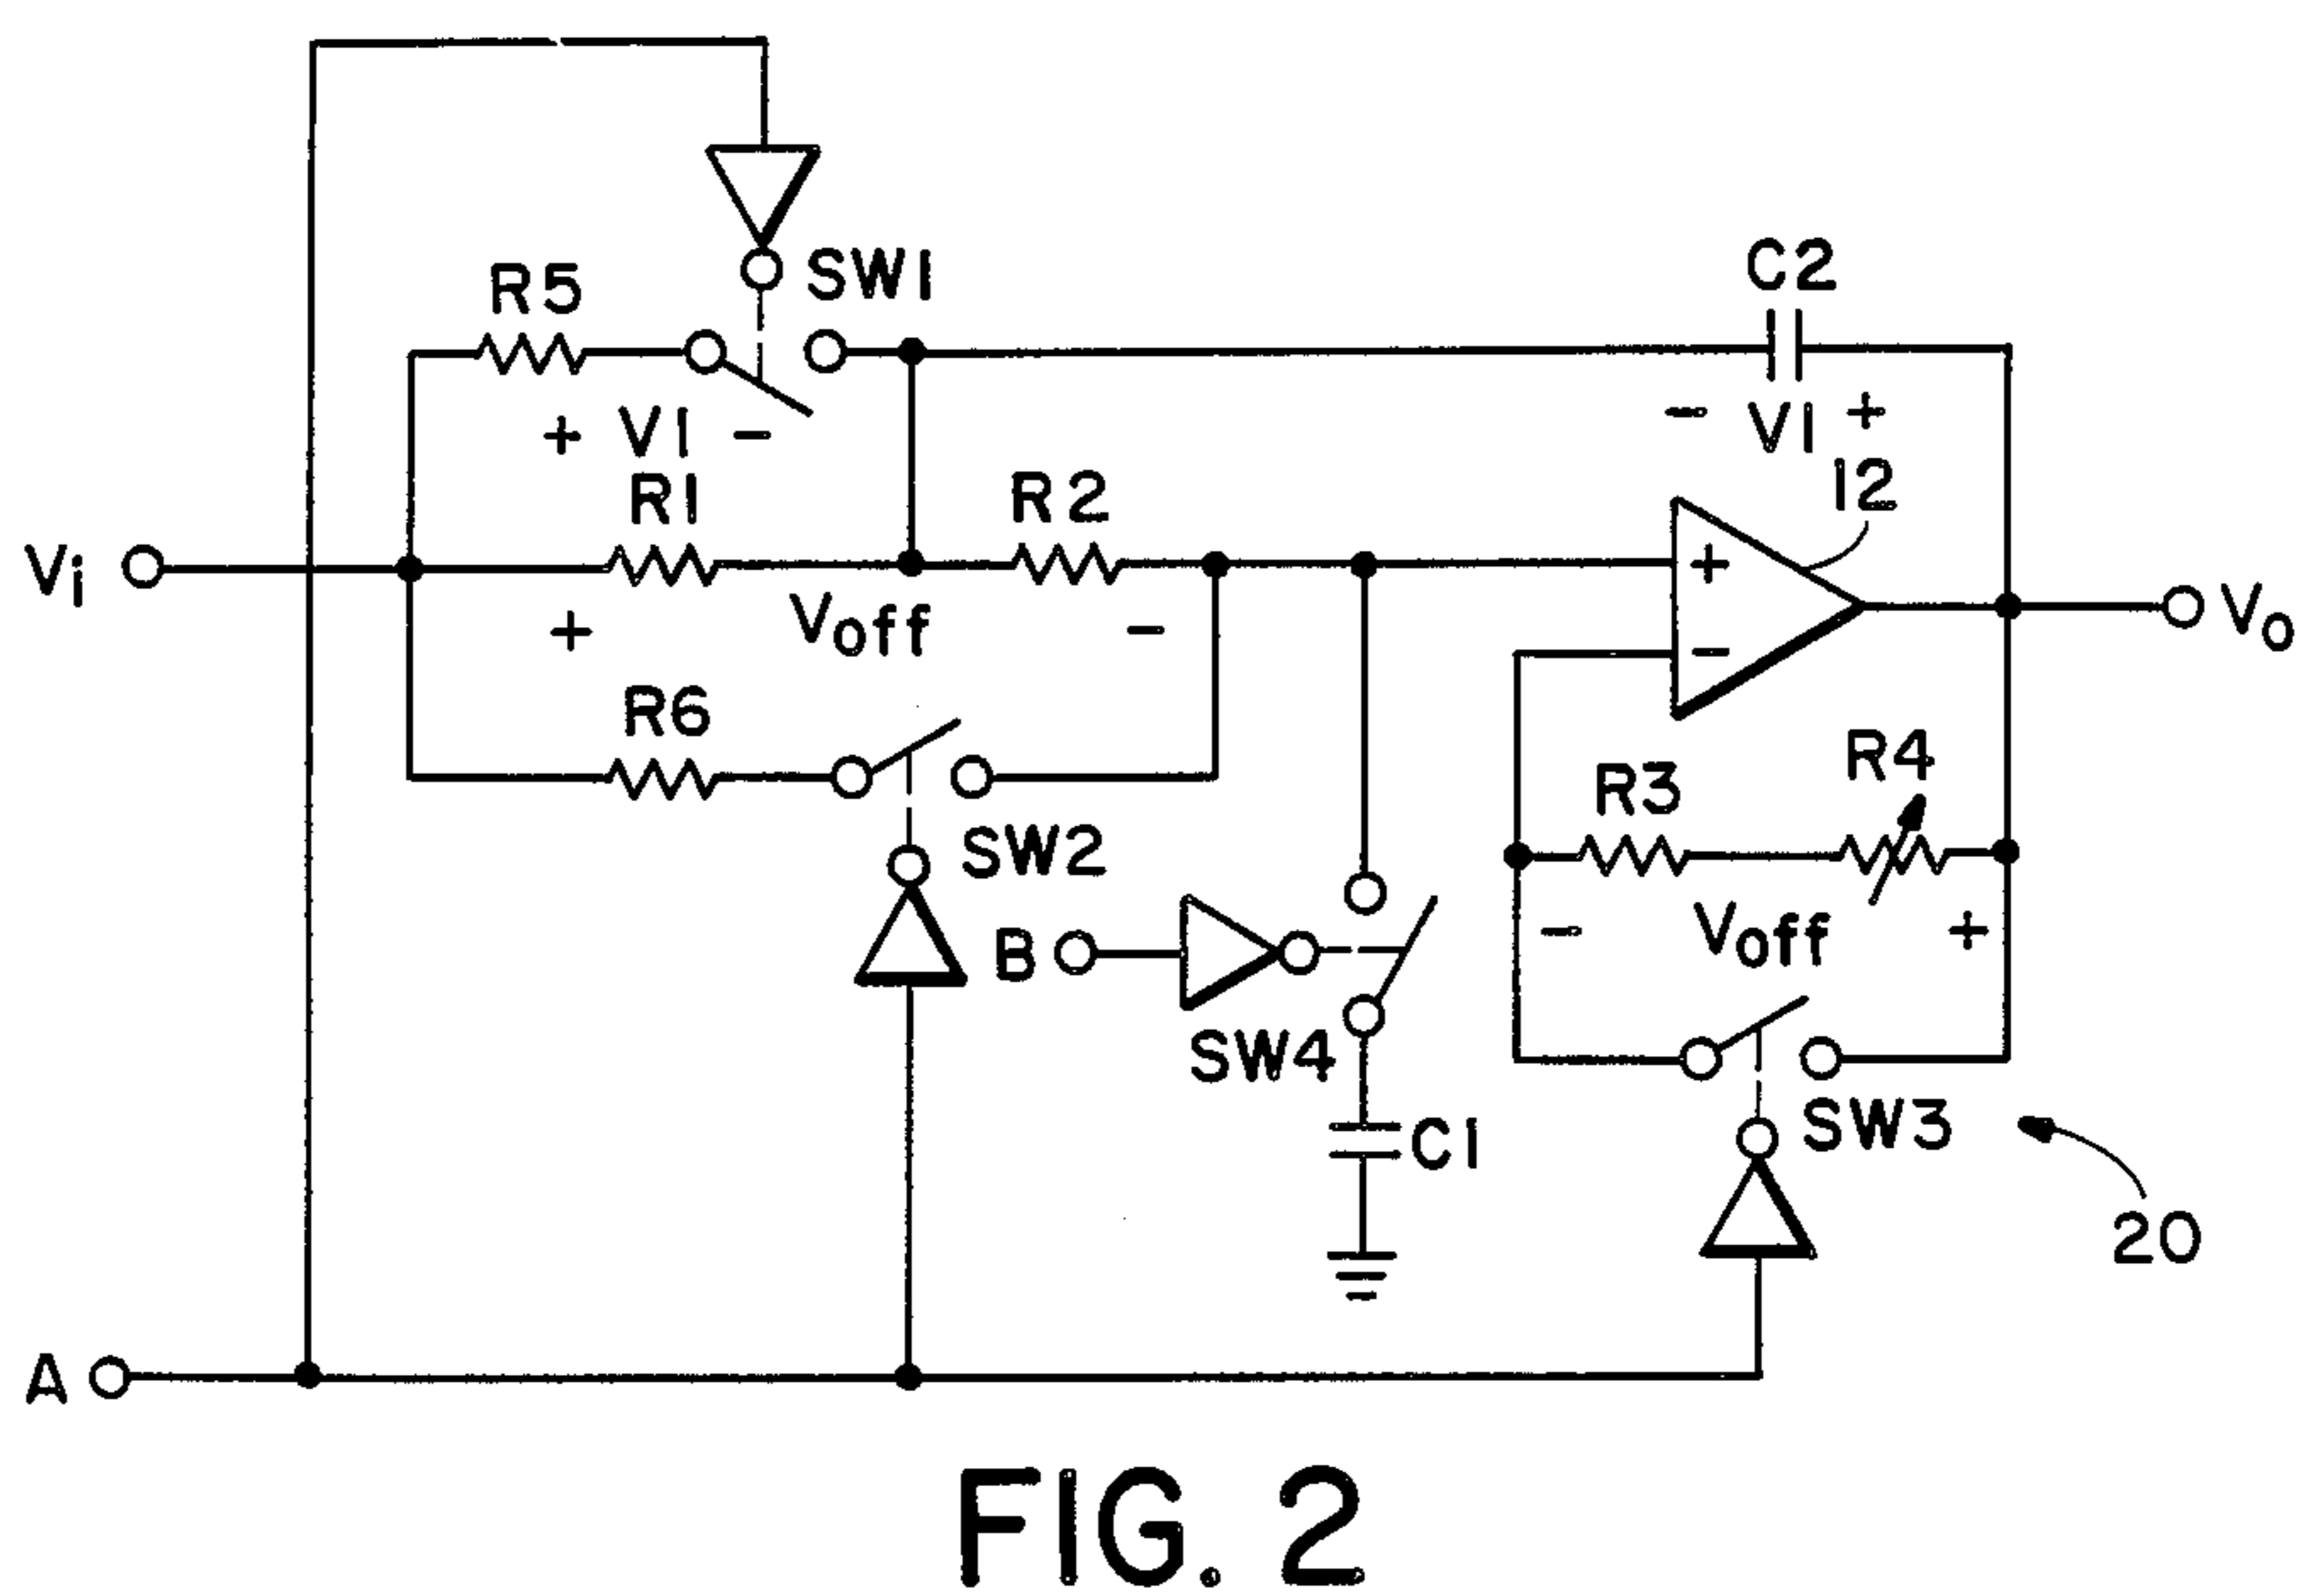 SW1
C2
R5
+ V1 -
- V1 +
R1
R2
12
Vi
+
Vo
+ Voff -
-
R6
R4
R3
SW2
B
- Voff +
SW4
C1
SW3
20
A
FIG. 2